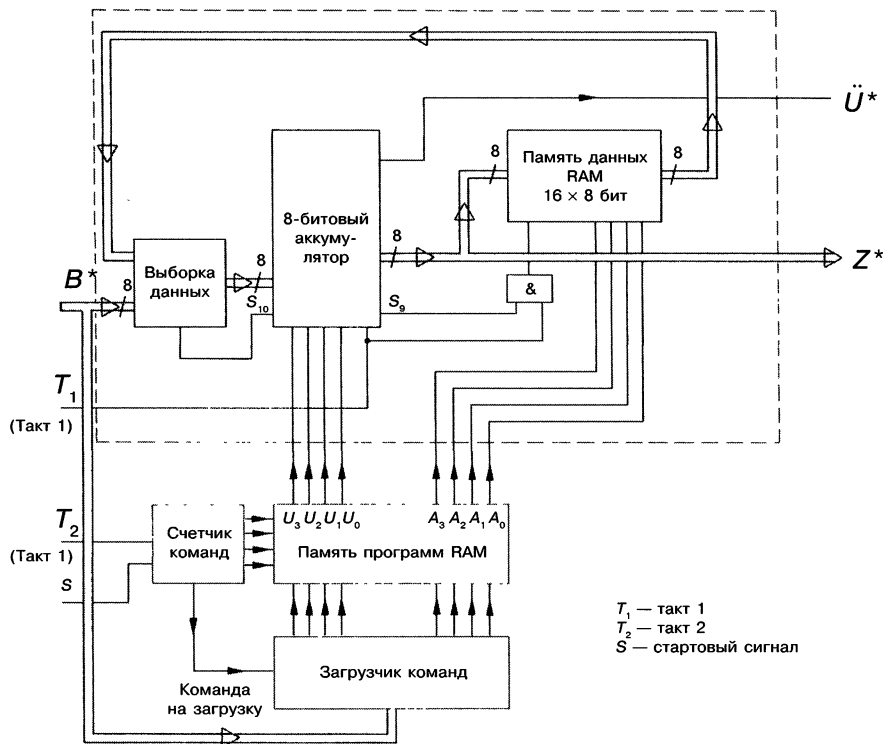 Ü*
8
8
Память данных
RAM
16 × 8 бит
8-битовый
аккуму-
лятор
8
Z*
Выборка
данных
8
B*
8
S10
S9
&
T1
(Такт 1)
T2
(Такт 1)
S
Счетчик
команд
U3 U2 U1 U0
A3 A2 A1 A0
Память программ RAM
T1 — такт 1
T2 — такт 2
S — стартовый сигнал
Загрузчик команд
Команда
на загрузку